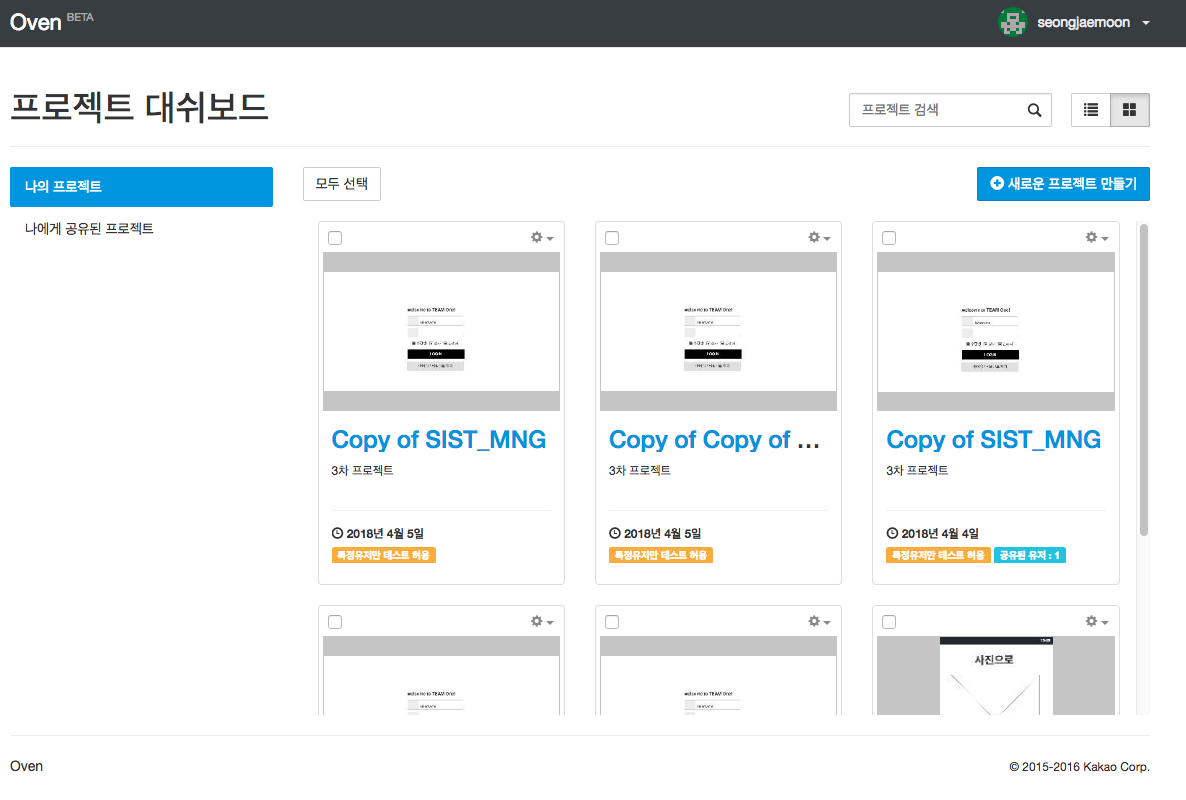 Oven BETA
seongjaemoon
프로젝트 대쉬보드
프로젝트 검색
나의 프로젝트
나에게 공유된 프로젝트
모두 선택
새로운 프로젝트 만들기
welcome to TEAM One!
LOGIN
Copy of SIST_MNG
3차 프로젝트
2018년 4월 5일
특정유저만 테스트 허용
welcome to TEAM One!
LOGIN
Copy of Copy of ...
3차 프로젝트
2018년 4월 5일
특정유저만 테스트 허용
welcome to TEAM One!
LOGIN
Copy of SIST_MNG
3차 프로젝트
2018년 4월 4일
특정유저만 테스트 허용 공유된 유저 : 1
welcome to TEAM One!
welcome to TEAM One!
사진으로
Oven
© 2015-2016 Kakao Corp.